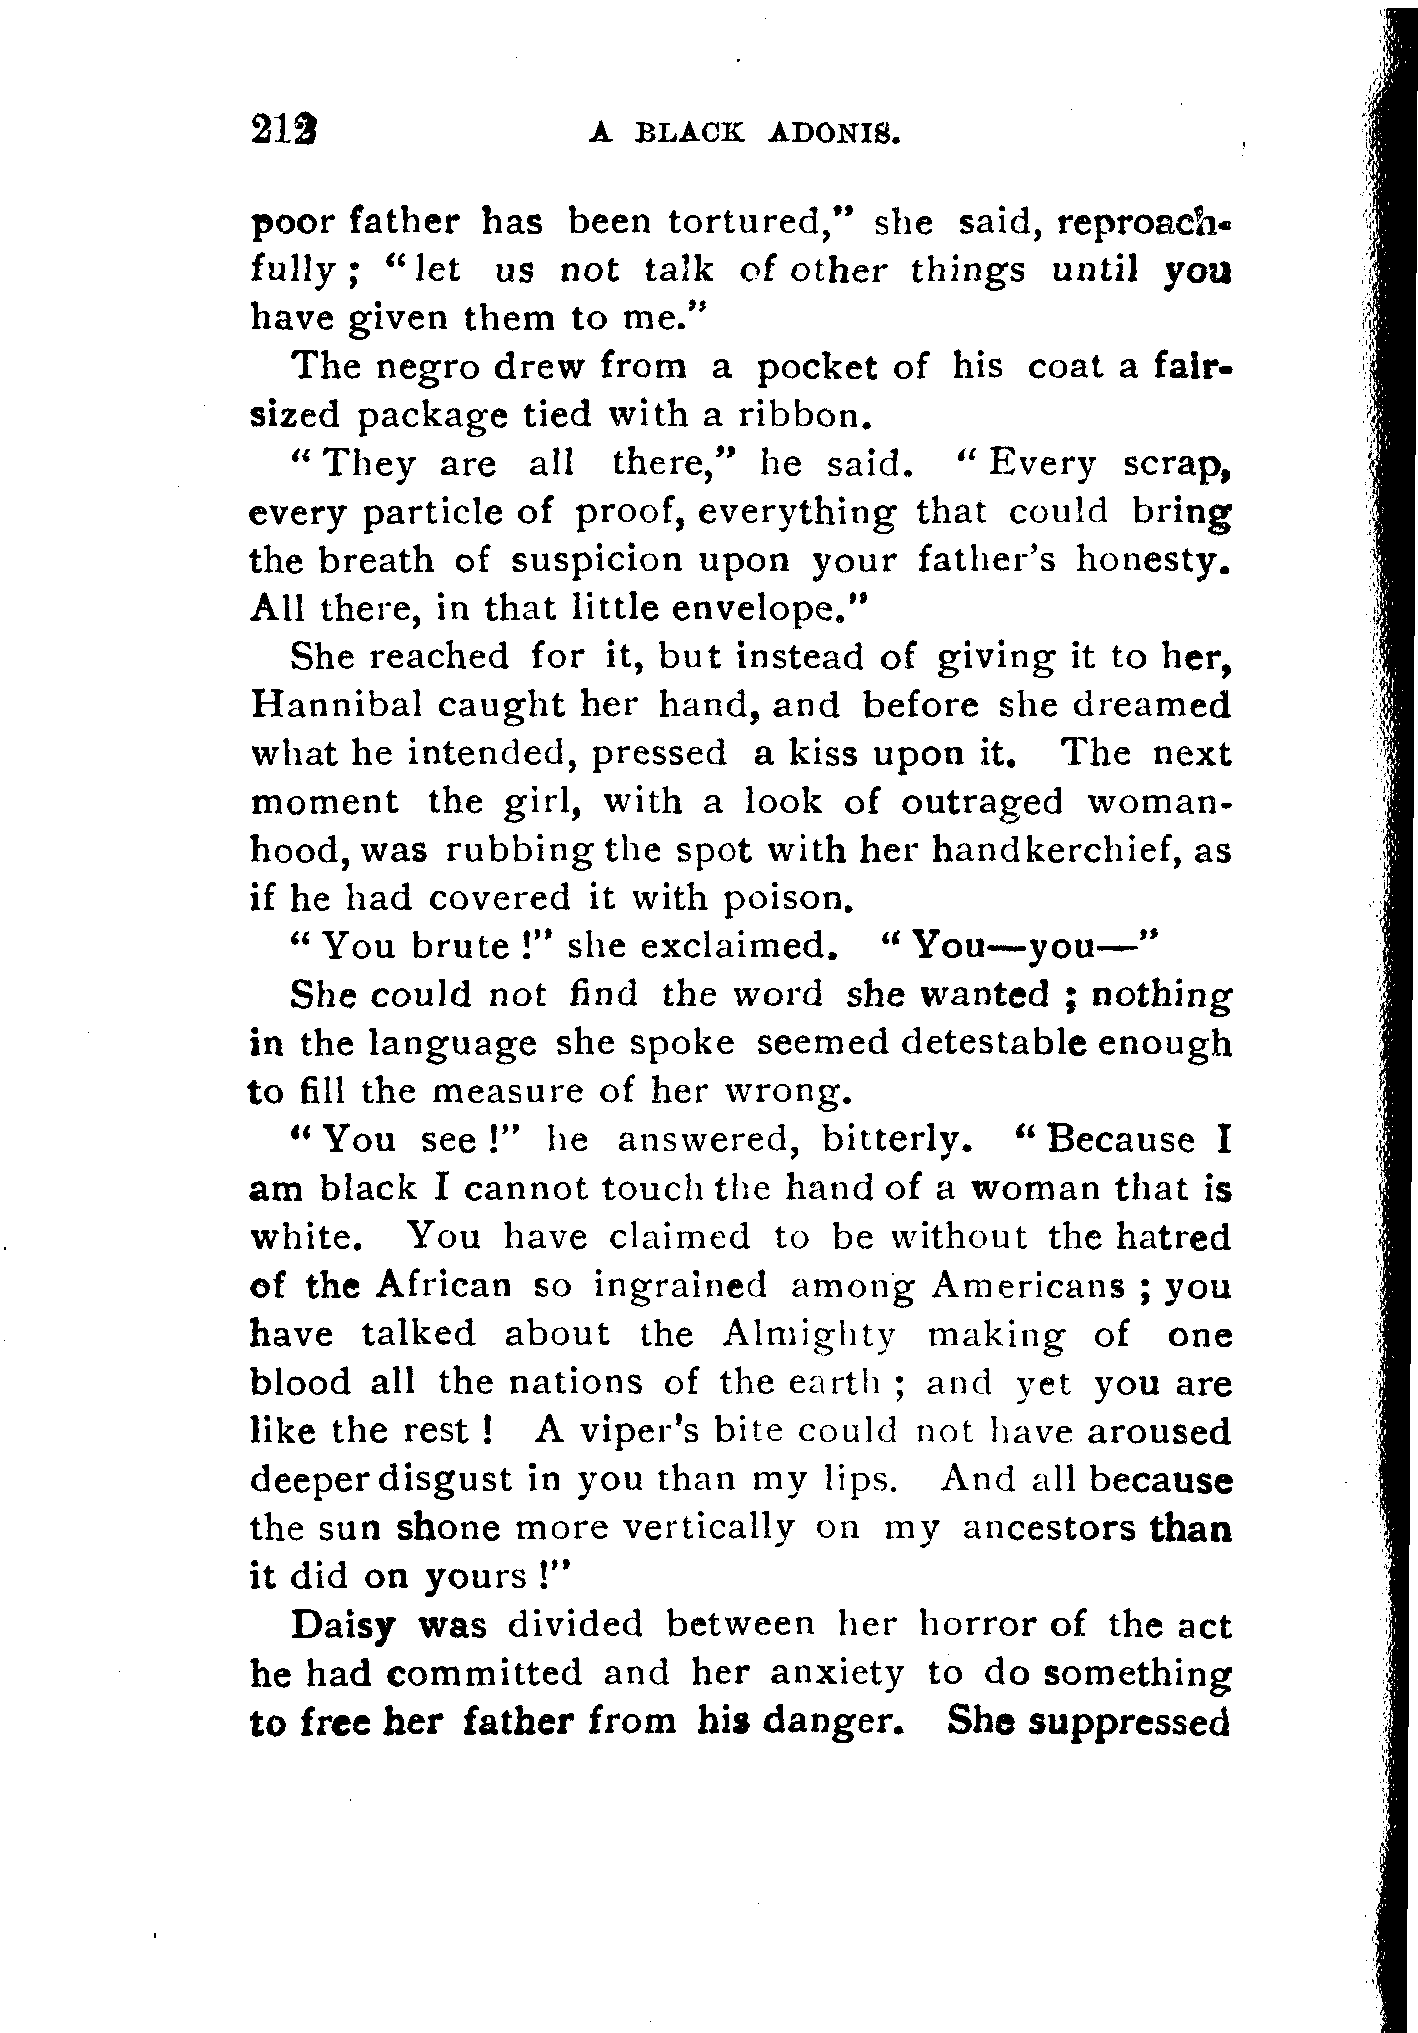 212 A BLACK ADONIS.
poor father has been tortured," she said, reproach-
fully ; "let us not talk of other things until you
have given them to me."
The negro drew from a pocket of his coat a fair-
sized package tied with a ribbon.
"They are all there," he said. "Every scrap,
every particle of proof, everything that could bring
the breath of suspicion upon your father's honesty.
All there, in that little envelope."
She reached for it, but instead of giving it to her,
Hannibal caught her hand, and before she dreamed
what he intended, pressed a kiss upon it. The next
moment the girl, with a look of outraged woman-
hood, was rubbing the spot with her handkerchief, as
if he had covered it with poison.
"You brute !" she exclaimed. "You—you—"
She could not find the word she wanted ; nothing
in the language she spoke seemed detestable enough
to fill the measure of her wrong.
"You see !" he answered, bitterly. "Because I
am black I cannot touch the hand of a woman that is
white. You have claimed to be without the hatred
of the African so ingrained among Americans ; you
have talked about the Almighty making of one
blood all the nations of the earth ; and yet you are
like the rest ! A viper's bite could not have aroused
deeper disgust in you than my lips. And all because
the sun shone more vertically on my ancestors than
it did on yours !"
Daisy was divided between her horror of the act
he had committed and her anxiety to do something
to free her father from his danger. She suppressed